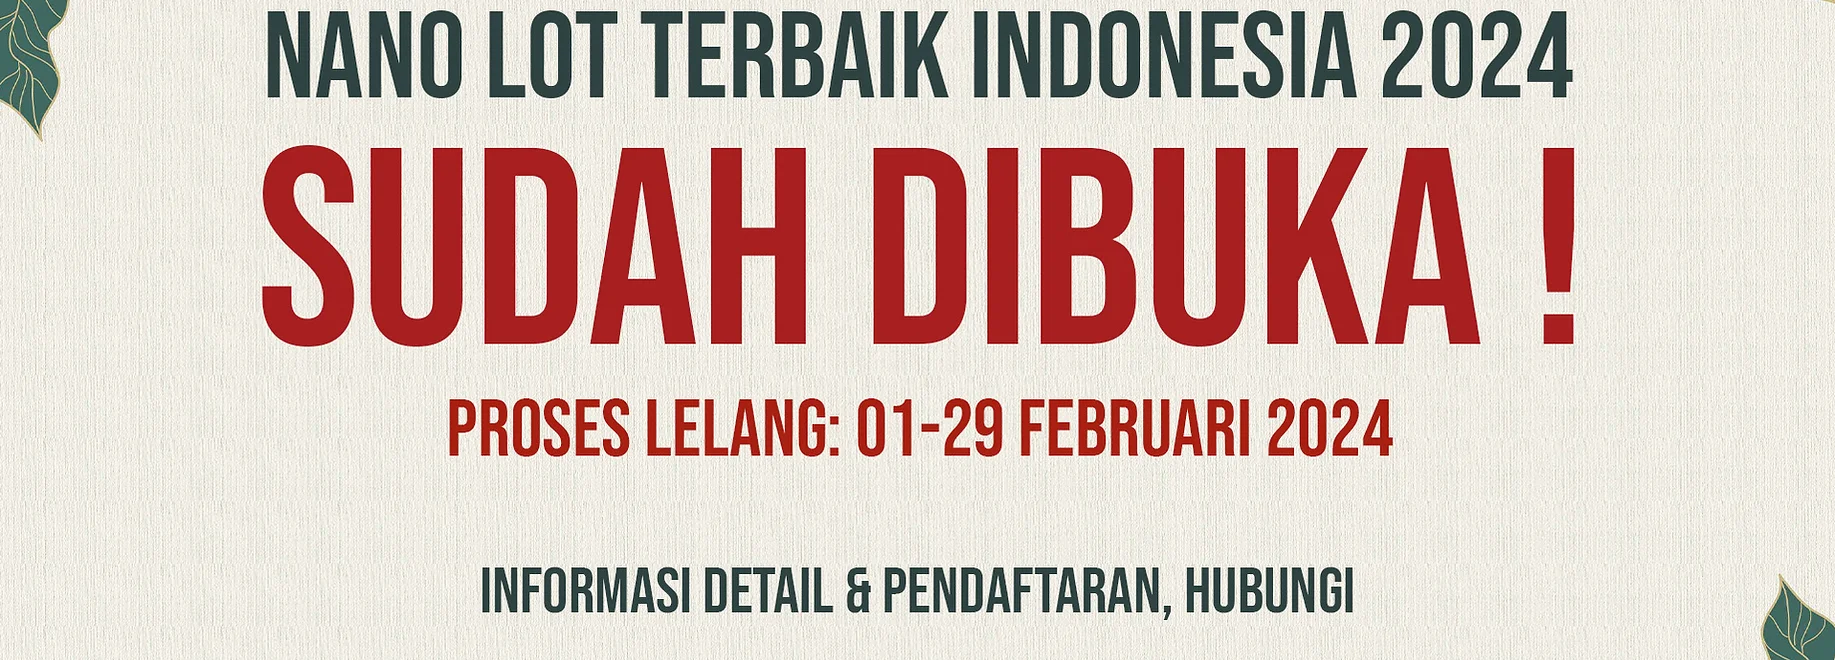 NANO LOT TERBAIK INDONESIA 2024
SUDAH DIBUKA !
PROSES LELANG: 01-29 FEBRUARI 2024
INFORMASI DETAIL & PENDAFTARAN, HUBUNGI